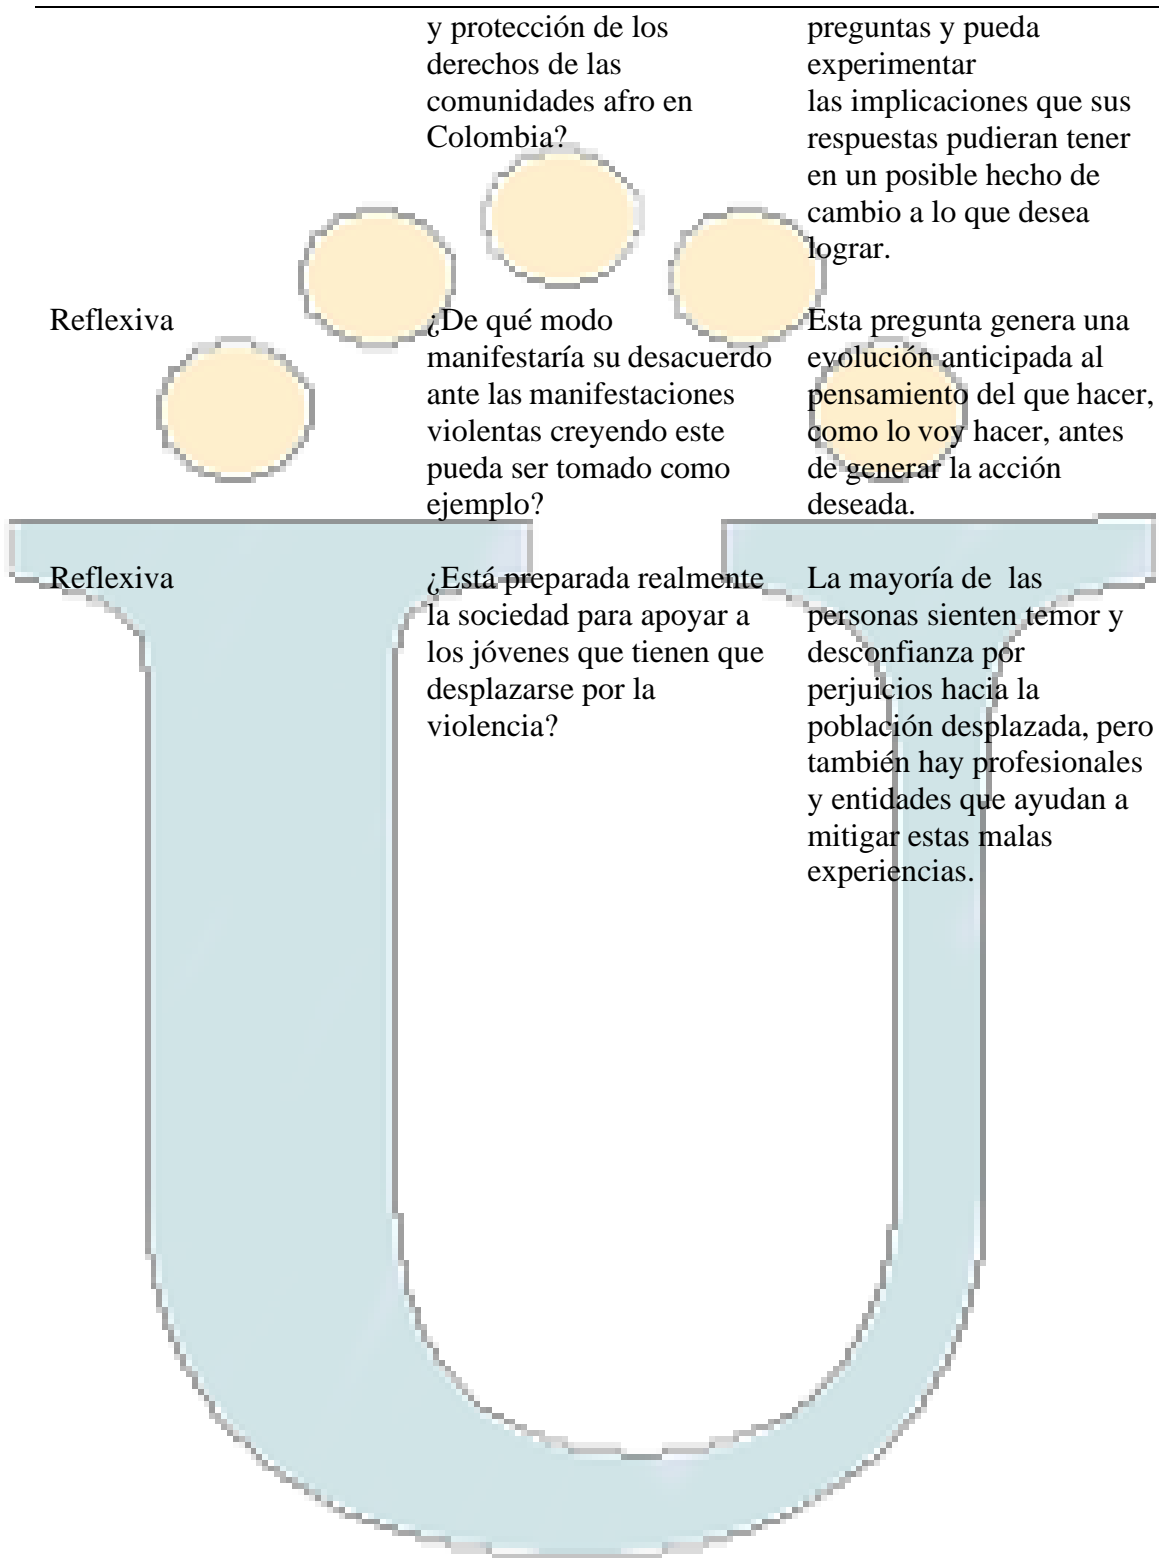 y protección de los
derechos de las
comunidades afro en
Colombia?
preguntas y pueda
experimentar
las implicaciones que sus
respuestas pudieran tener
en un posible hecho de
cambio a lo que desea
lograr.
Reflexiva
¿De qué modo
manifestaría su desacuerdo
ante las manifestaciones
violentas creyendo este
pueda ser tomado como
ejemplo?
Esta pregunta genera una
evolución anticipada al
pensamiento del que hacer,
como lo voy hacer, antes
de generar la acción
deseada.
Reflexiva
¿Está preparada realmente
la sociedad para apoyar a
los jóvenes que tienen que
desplazarse por la
violencia?
La mayoría de  las
personas sienten temor y
desconfianza por
perjuicios hacia la
población desplazada, pero
también hay profesionales
y entidades que ayudan a
mitigar estas malas
experiencias.